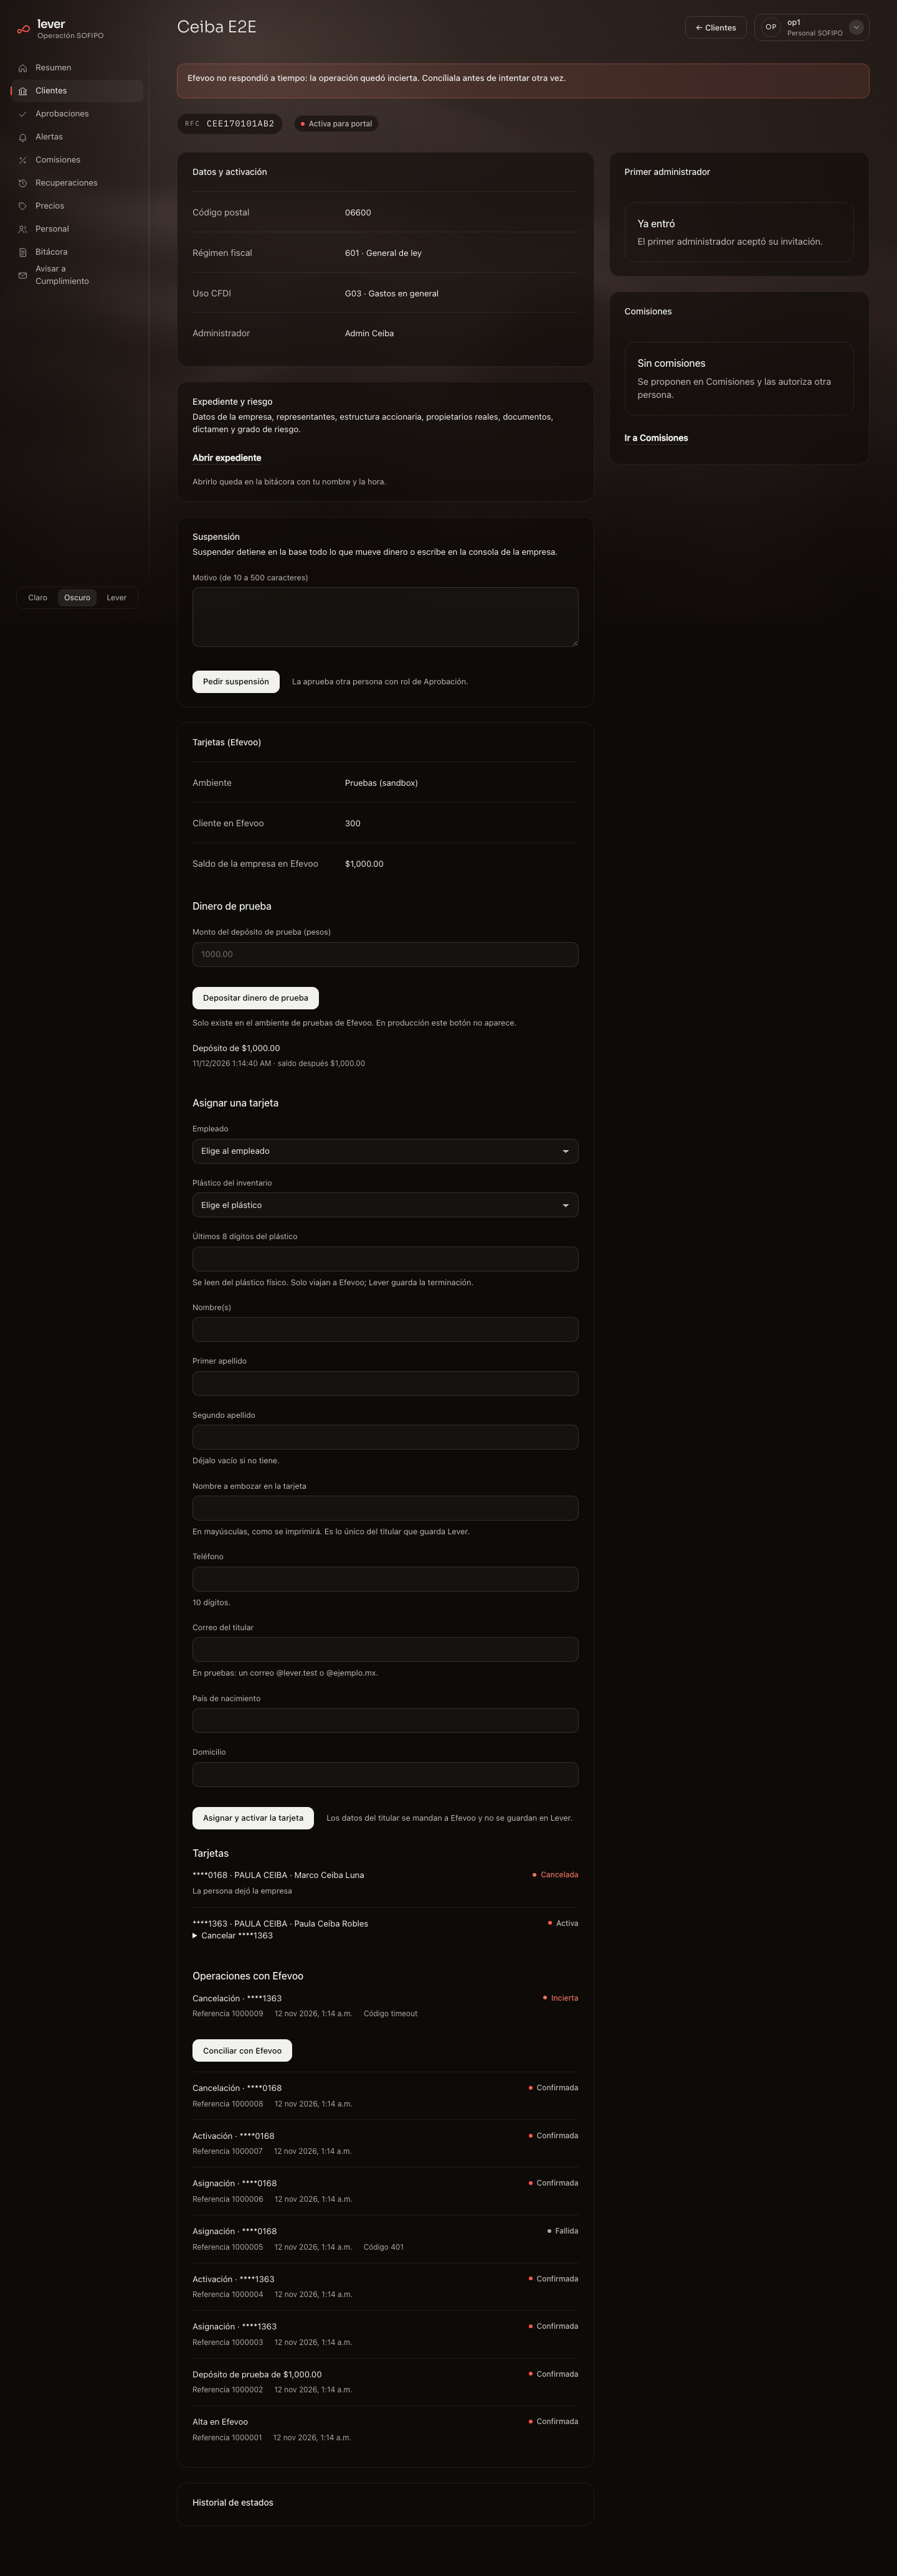 lever
Operación SOFIPO
Resumen
Clientes
Aprobaciones
Alertas
Comisiones
Recuperaciones
Precios
Personal
Bitácora
Avisar a
Cumplimiento
Claro
Oscuro
Lever
Ceiba E2E
← Clientes
OP
op1
Personal SOFIPO
Efevoo no respondió a tiempo: la operación quedó incierta. Concíliala antes de intentar otra vez.
RFC CEE170101AB2
Activa para portal
Datos y activación
Código postal 06600
Régimen fiscal 601 · General de ley
Uso CFDI G03 · Gastos en general
Administrador Admin Ceiba
Expediente y riesgo
Datos de la empresa, representantes, estructura accionaria, propietarios reales, documentos,
dictamen y grado de riesgo.
Abrir expediente
Abrirlo queda en la bitácora con tu nombre y la hora.
Suspensión
Suspender detiene en la base todo lo que mueve dinero o escribe en la consola de la empresa.
Motivo (de 10 a 500 caracteres)
Pedir suspensión
La aprueba otra persona con rol de Aprobación.
Tarjetas (Efevoo)
Ambiente Pruebas (sandbox)
Cliente en Efevoo 300
Saldo de la empresa en Efevoo $1,000.00
Dinero de prueba
Monto del depósito de prueba (pesos)
1000.00
Depositar dinero de prueba
Solo existe en el ambiente de pruebas de Efevoo. En producción este botón no aparece.
Depósito de $1,000.00
11/12/2026 1:14:40 AM · saldo después $1,000.00
Asignar una tarjeta
Empleado
Elige al empleado
Plástico del inventario
Elige el plástico
Últimos 8 dígitos del plástico
Se leen del plástico físico. Solo viajan a Efevoo; Lever guarda la terminación.
Nombre(s)
Primer apellido
Segundo apellido
Déjalo vacío si no tiene.
Nombre a embozar en la tarjeta
En mayúsculas, como se imprimirá. Es lo único del titular que guarda Lever.
Teléfono
10 dígitos.
Correo del titular
En pruebas: un correo @lever.test o @ejemplo.mx.
País de nacimiento
Domicilio
Asignar y activar la tarjeta
Los datos del titular se mandan a Efevoo y no se guardan en Lever.
Tarjetas
****0168 · PAULA CEIBA · Marco Ceiba Luna Cancelada
La persona dejó la empresa
****1363 · PAULA CEIBA · Paula Ceiba Robles Activa
▶ Cancelar ****1363
Operaciones con Efevoo
Cancelación · ****1363 Incierta
Referencia 1000009 12 nov 2026, 1:14 a.m. Código timeout
Conciliar con Efevoo
Cancelación · ****0168 Confirmada
Referencia 1000008 12 nov 2026, 1:14 a.m.
Activación · ****0168 Confirmada
Referencia 1000007 12 nov 2026, 1:14 a.m.
Asignación · ****0168 Confirmada
Referencia 1000006 12 nov 2026, 1:14 a.m.
Asignación · ****0168 Fallida
Referencia 1000005 12 nov 2026, 1:14 a.m. Código 401
Activación · ****1363 Confirmada
Referencia 1000004 12 nov 2026, 1:14 a.m.
Asignación · ****1363 Confirmada
Referencia 1000003 12 nov 2026, 1:14 a.m.
Depósito de prueba de $1,000.00 Confirmada
Referencia 1000002 12 nov 2026, 1:14 a.m.
Alta en Efevoo Confirmada
Referencia 1000001 12 nov 2026, 1:14 a.m.
Historial de estados
Primer administrador
Ya entró
El primer administrador aceptó su invitación.
Comisiones
Sin comisiones
Se proponen en Comisiones y las autoriza otra
persona.
Ir a Comisiones